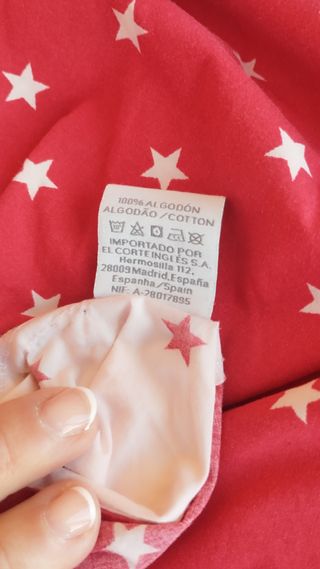 100% ALGODÓN
ALGODÃO / COTTON
IMPORTADO POR
EL CORTE INGLÉS S.A.
Hermosilla 112,
28009 Madrid, España
Espanha/Spain
NIF: A-28017895